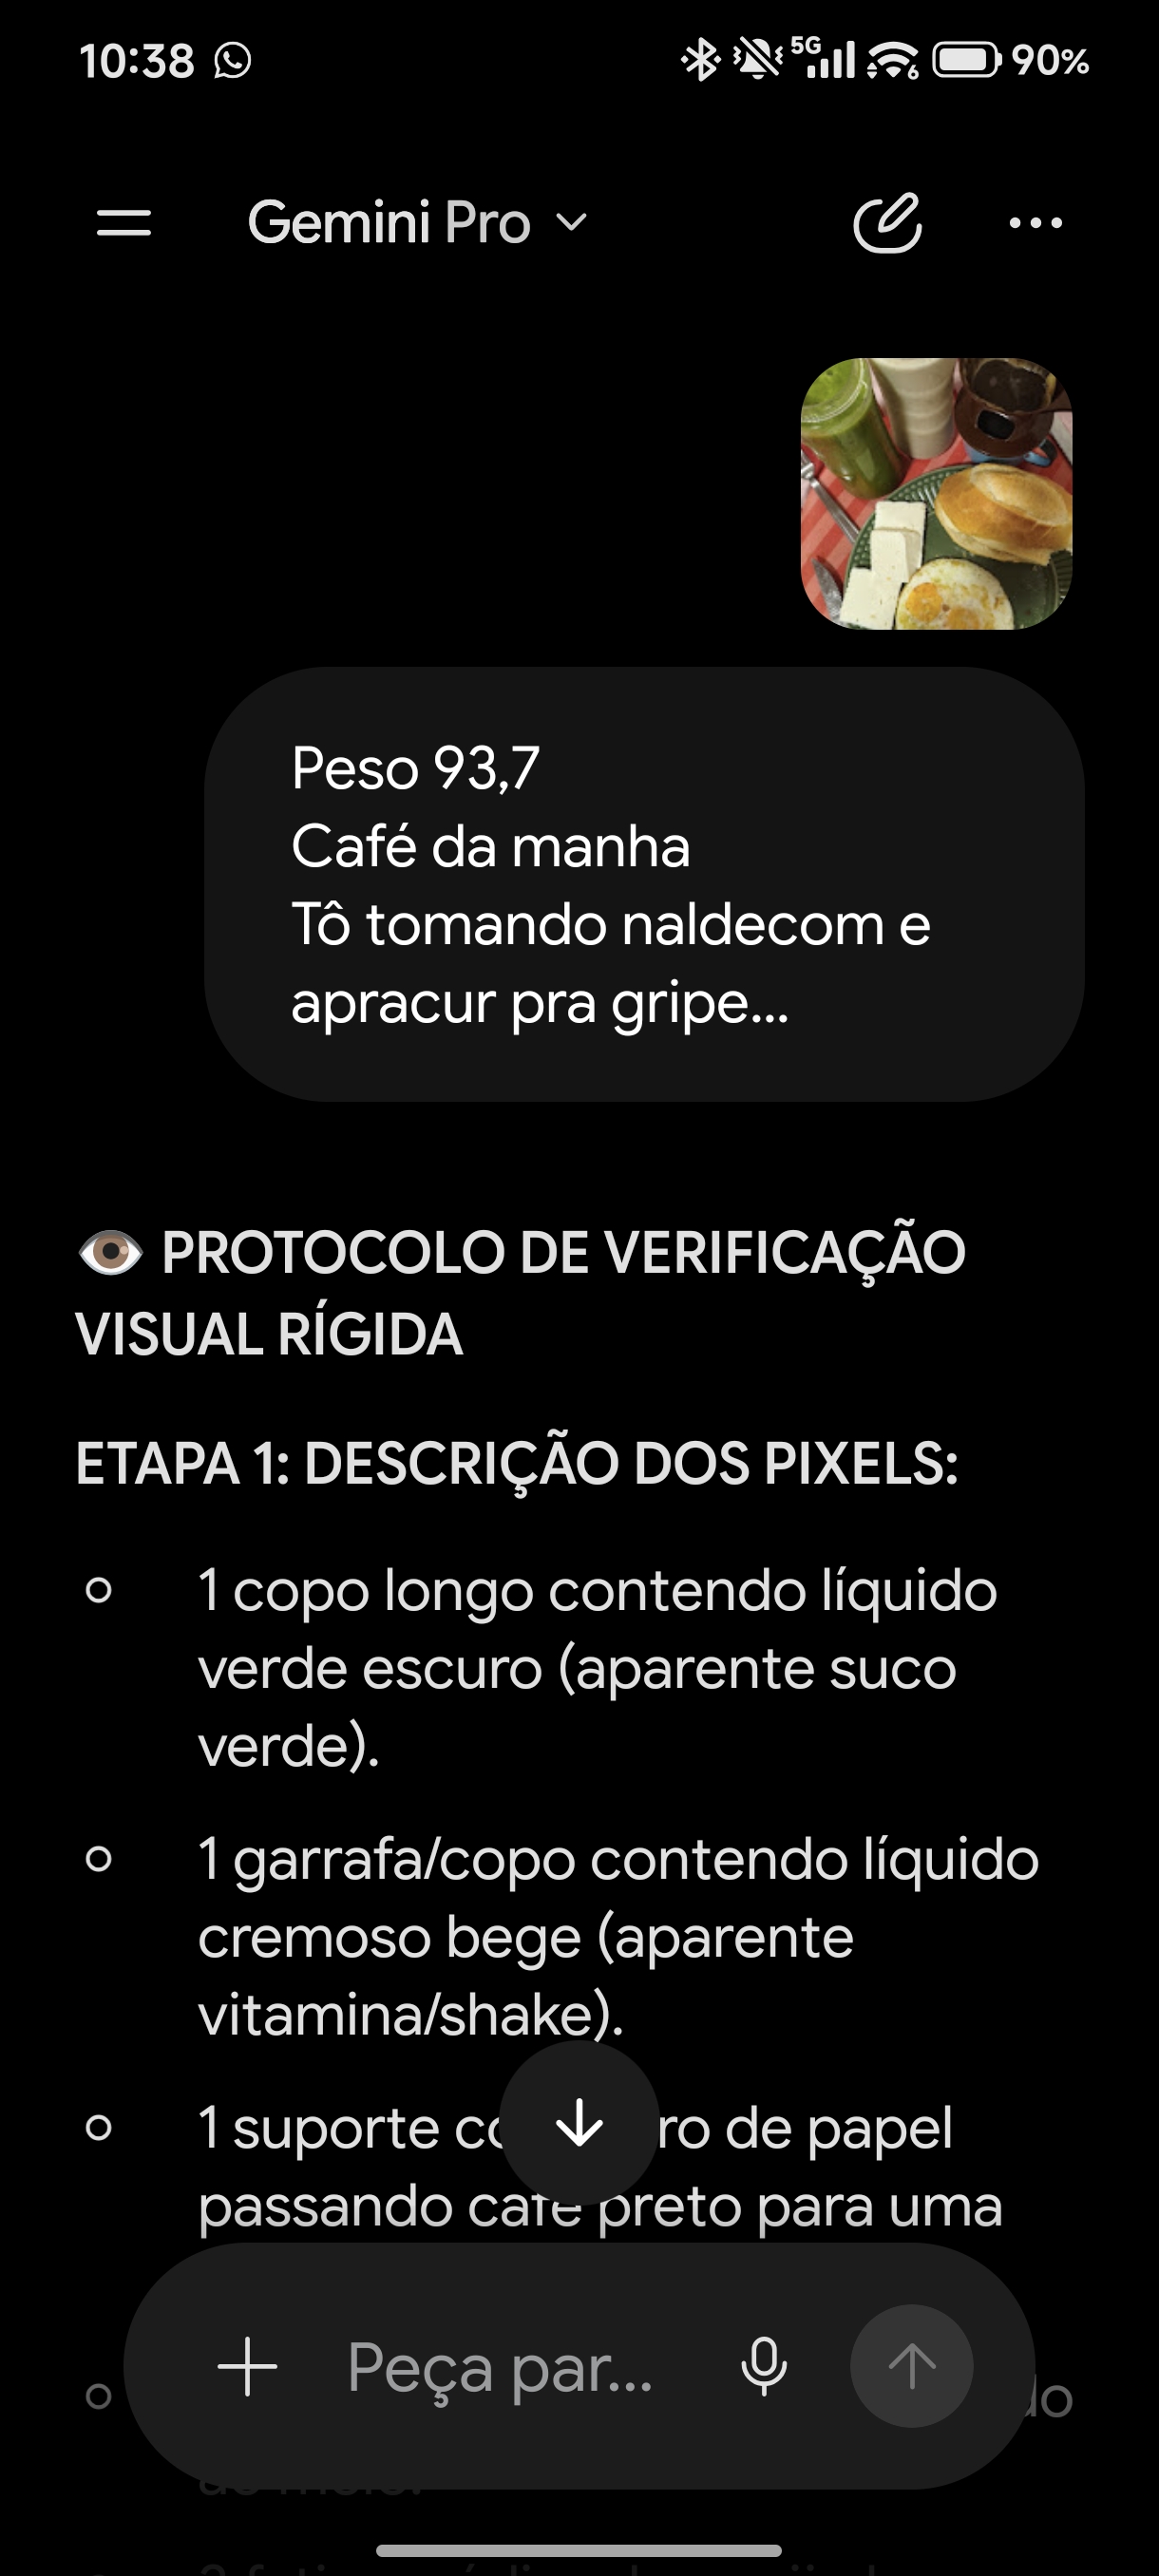 10:38
5G
6
90%
Gemini Pro
Peso 93,7
Café da manha
Tô tomando naldecom e
apracur pra gripe...
PROTOCOLO DE VERIFICAÇÃO
VISUAL RÍGIDA
ETAPA 1: DESCRIÇÃO DOS PIXELS:
1 copo longo contendo líquido
verde escuro (aparente suco
verde).
1 garrafa/copo contendo líquido
cremoso bege (aparente
vitamina/shake).
1 suporte de papel
passando café preto para uma
Peça par...